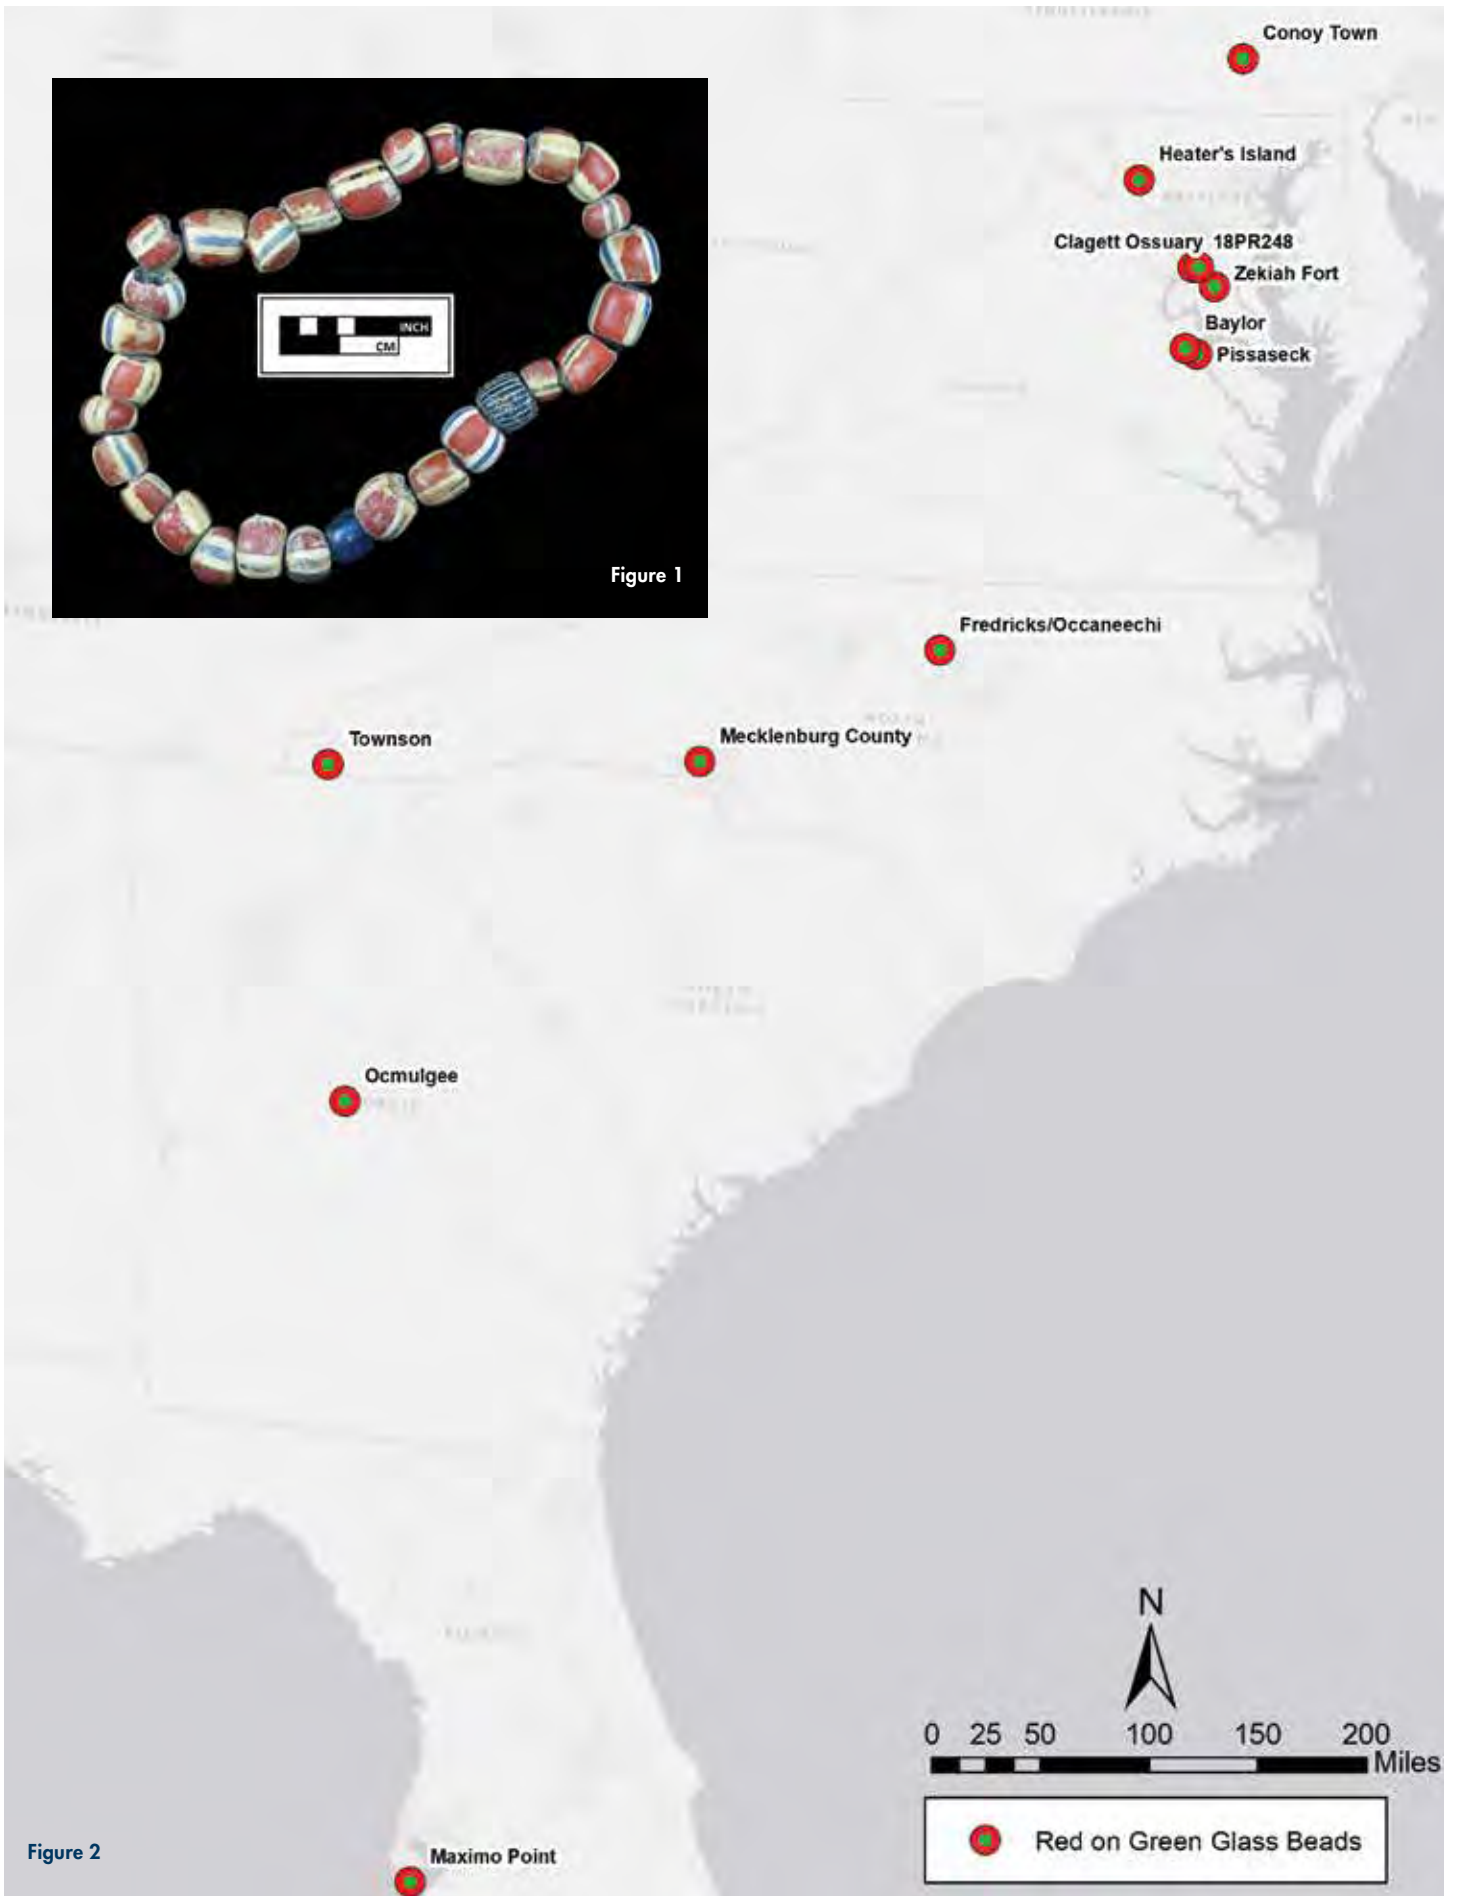 Conoy Town
Heater's Island
Clagett Ossuary 18PR248
Zekiah Fort
Baylor
Pissaseck
INCH
CM
Figure 1
Fredricks/Occaneechi
Townson
Mecklenburg County
Ocmulgee
N
0 25 50 100 150 200
Miles
Red on Green Glass Beads
Figure 2
Maximo Point